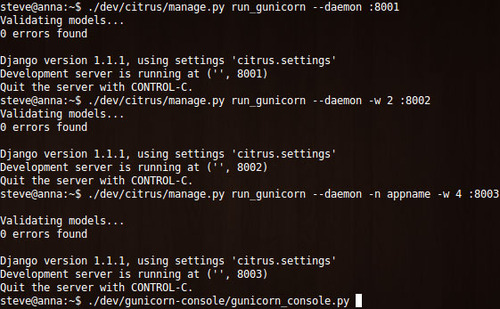 steve@anna:~$ ./dev/citrus/manage.py run_gunicorn --daemon :8001
Validating models...
0 errors found
Django version 1.1.1, using settings 'citrus.settings'
Development server is running at ('', 8001)
Quit the server with CONTROL-C.
steve@anna:~$ ./dev/citrus/manage.py run_gunicorn --daemon -w 2 :8002
Validating models...
0 errors found
Django version 1.1.1, using settings 'citrus.settings'
Development server is running at ('', 8002)
Quit the server with CONTROL-C.
steve@anna:~$ ./dev/citrus/manage.py run_gunicorn --daemon -n appname -w 4 :8003
Validating models...
0 errors found
Django version 1.1.1, using settings 'citrus.settings'
Development server is running at ('', 8003)
Quit the server with CONTROL-C.
steve@anna:~$ ./dev/gunicorn-console/gunicorn_console.py